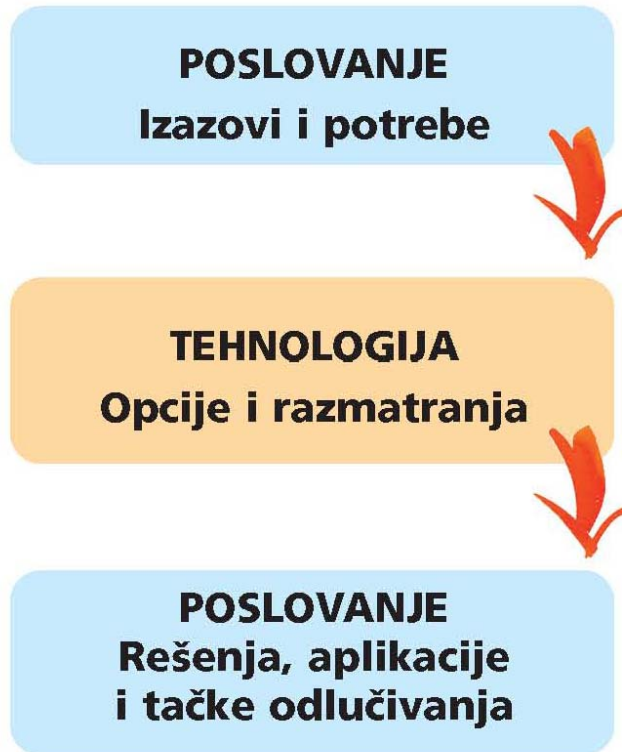 POSLOVANJE
Izazovi i potrebe
TEHNOLOGIJA
Opcije i razmatranja
POSLOVANJE
Rešenja, aplikacije
i tačke odlučivanja